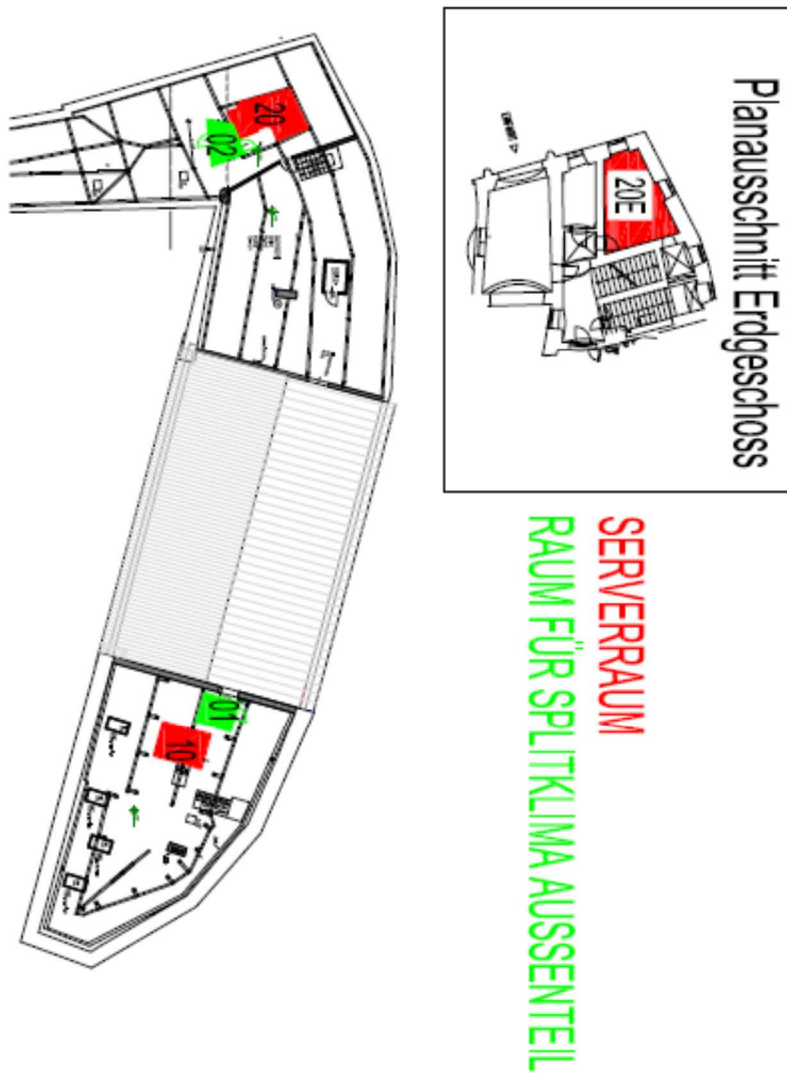 Planausschnitt Erdgeschoss
20E
SERVERRAUM
RAUM FÜR SPLITKLIMA AUSSENTEIL
20
02
01
10